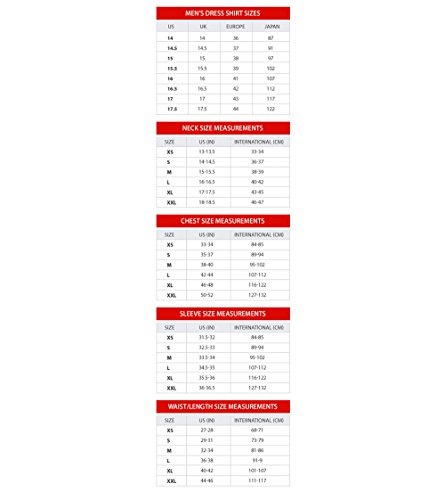 MEN'S DRESS SHIRT SIZES
US UK EUROPE JAPAN
14 14 36 87
14.5 14.5 37 91
15 15 38 97
15.5 15.5 39 102
16 16 41 107
16.5 16.5 42 112
17 17 43 117
17.5 17.5 44 122
NECK SIZE MEASUREMENTS
SIZE US (IN) INTERNATIONAL (CM)
XS 13-13.5 33-34
S 14-14.5 36-37
M 15-15.5 38-39
L 16-16.5 40-42
XL 17-17.5 43-45
XXL 18-18.5 46-47
CHEST SIZE MEASUREMENTS
SIZE US (IN) INTERNATIONAL (CM)
XS 33-34 84-85
S 35-37 89-94
M 38-40 95-102
L 42-44 107-112
XL 46-48 116-122
XXL 50-52 127-132
SLEEVE SIZE MEASUREMENTS
SIZE US (IN) INTERNATIONAL (CM)
XS 31.5-32 84-85
S 32.5-33 89-94
M 33.5-34 95-102
L 34.5-35 107-112
XL 35.5-36 116-122
XXL 36-36.5 127-132
WAIST/LENGTH SIZE MEASUREMENTS
SIZE US (IN) INTERNATIONAL (CM)
XS 27-28 68-71
S 29-31 73-79
M 32-34 81-86
L 36-38 91-9
XL 40-42 101-107
XXL 44-46 111-117